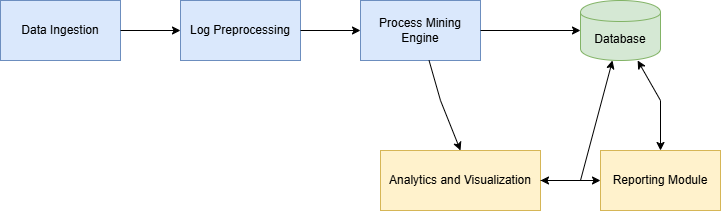 Data Ingestion
Log Preprocessing
Process Mining
Engine
Database
Analytics and Visualization
Reporting Module